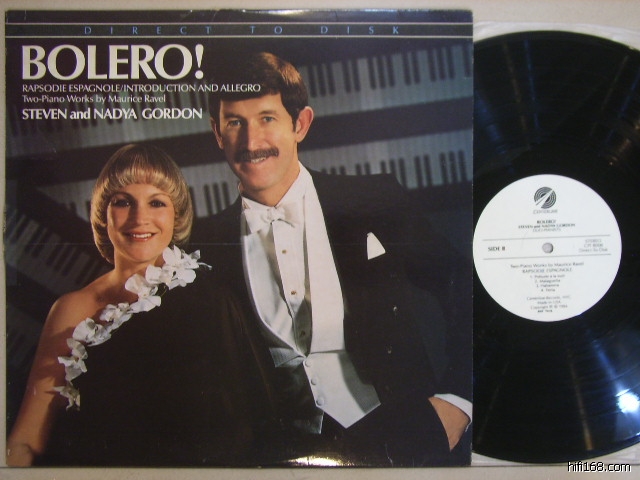 DIRECT TO DISK
BOLERO!
RAPSODIE ESPAGNOLE/INTRODUCTION AND ALLEGRO
Two-Piano Works by Maurice Ravel
STEVEN and NADYA GORDON
BOLERO!
STEVEN and NADYA GORDON
SIDE B
STEREO
Two-Piano Works by Maurice Ravel
RAPSODIE ESPAGNOLE
hifi168.com